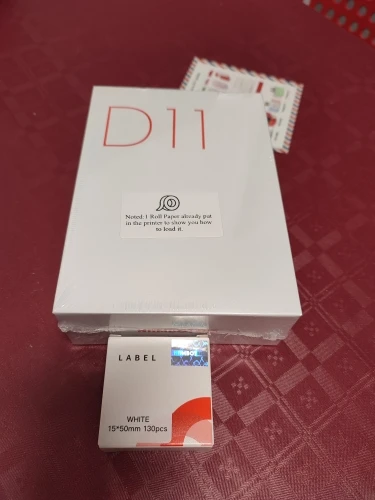 D11
Noted: 1 Roll Paper already put
in the printer to show you how
to load it.
LABEL
WHITE
15*50mm 130pcs